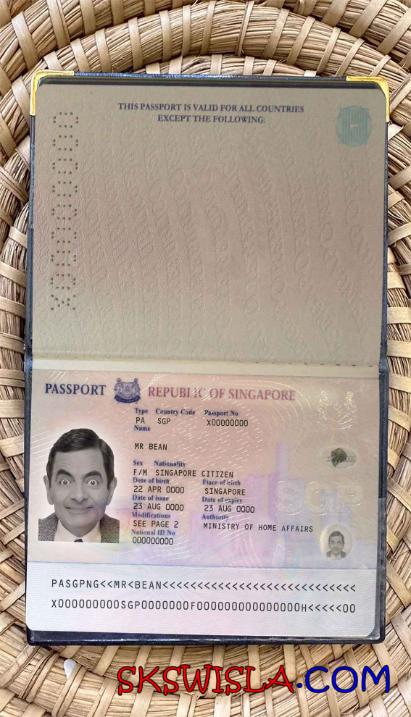 THIS PASSPORT IS VALID FOR ALL COUNTRIES
EXCEPT THE FOLLOWING:
X00000000
PASSPORT REPUBLIC OF SINGAPORE
Type Country Code Passport No
PA SGP X0000000
Name
MR BEAN
Sex Nationality
F/M SINGAPORE CITIZEN
Date of birth Place of birth
22 APR 0000 SINGAPORE
Date of issue Date of expiry
23 AUG 0000 23 AUG 0000
Modifications Authority
SEE PAGE 2 MINISTRY OF HOME AFFAIRS
National ID No
000000000
PASGPNG<<MR<BEAN<<<<<<<<<<<<<<<<<<<<<<<<<<<<
X00000000SGP0000000F00000000000000H<<<<<00
SKSWISLA.COM